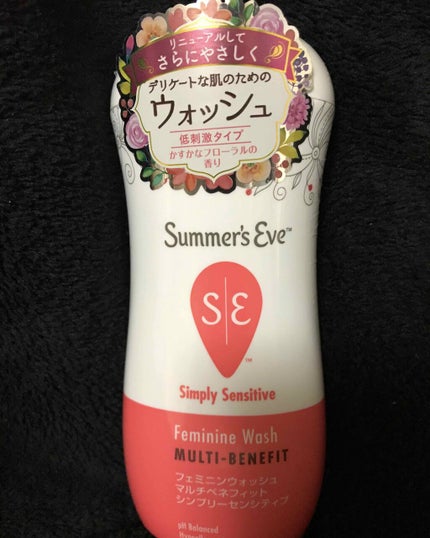 リニューアルして
さらにやさしく
デリケートな肌のための
ウォッシュ
低刺激タイプ
かすかなフローラルの
香り
Summer's Eve™
S|E™
Simply Sensitive
Feminine Wash
MULTI-BENEFIT
フェミニンウォッシュ
マルチベネフィット
シンプリーセンシティブ
pH Balanced